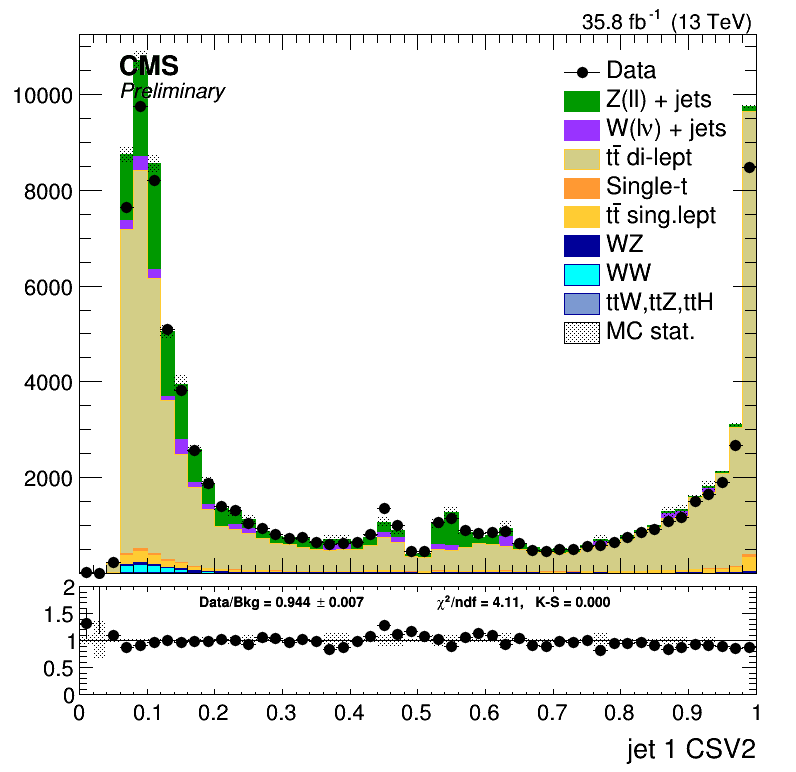 35.8 fb⁻¹ (13 TeV)
CMS
Preliminary
Data
Z(ll) + jets
W(lν) + jets
tt̄ di-lept
Single-t
tt̄ sing.lept
WZ
WW
ttW,ttZ,ttH
MC stat.
10000
8000
6000
4000
2000
Data/Bkg = 0.944 ± 0.007
χ²/ndf = 4.11, K-S = 0.000
2
1.5
1
0.5
0
0 0.1 0.2 0.3 0.4 0.5 0.6 0.7 0.8 0.9 1
jet 1 CSV2